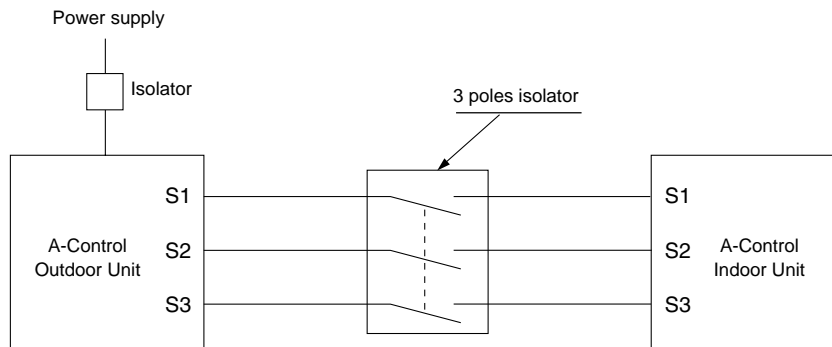 Power supply
Isolator
3 poles isolator
A-Control
Outdoor Unit
S1
S2
S3
S1
S2
S3
A-Control
Indoor Unit